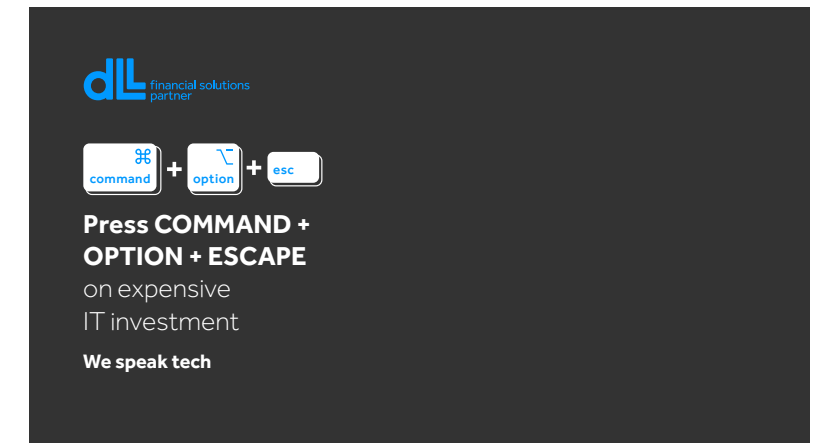 dLL financial solutions
partner
⌘ ⌥
command + option + esc
Press COMMAND +
OPTION + ESCAPE
on expensive
IT investment
We speak tech